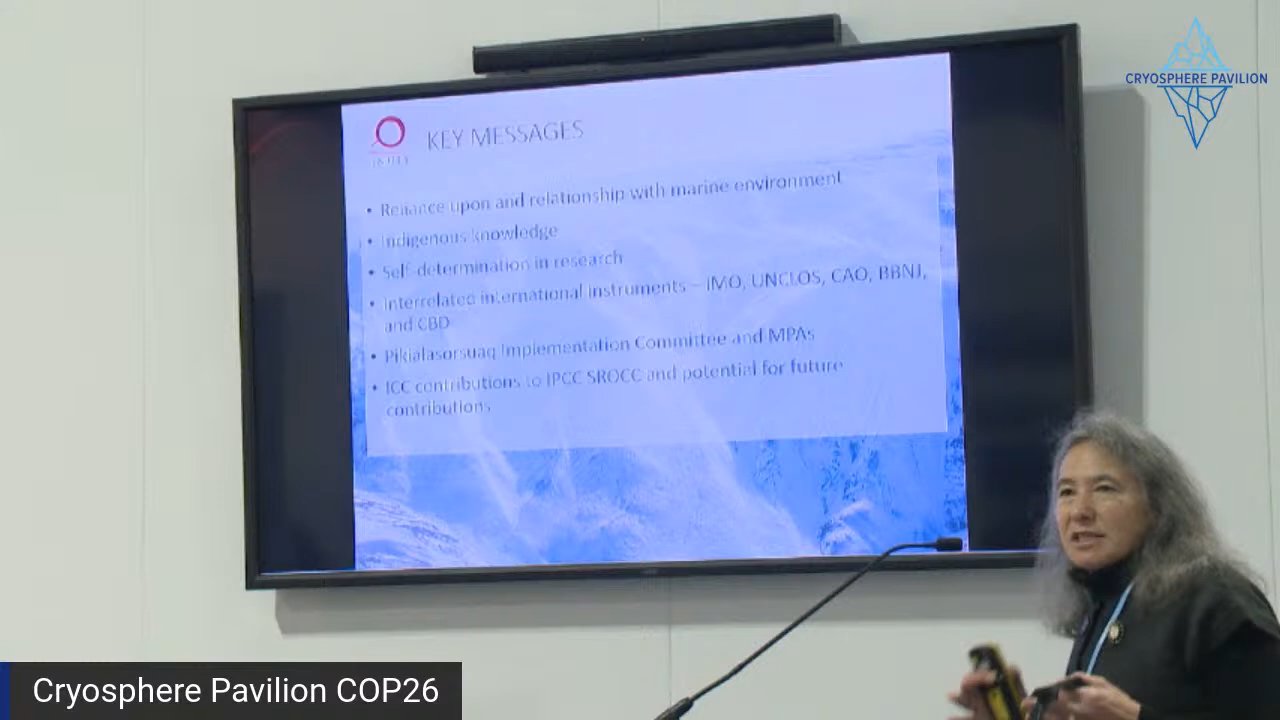 CRYOSPHERE PAVILION
KEY MESSAGES
• Reliance upon and relationship with marine environment
• Indigenous knowledge
• Self-determination in research
• Interrelated international instruments – IMO, UNCLOS, CAO, BBNJ,
and CBD
• Pikialasorsuaq Implementation Committee and MPAs
• ICC contributions to IPCC SROCC and potential for future
contributions
Cryosphere Pavilion COP26